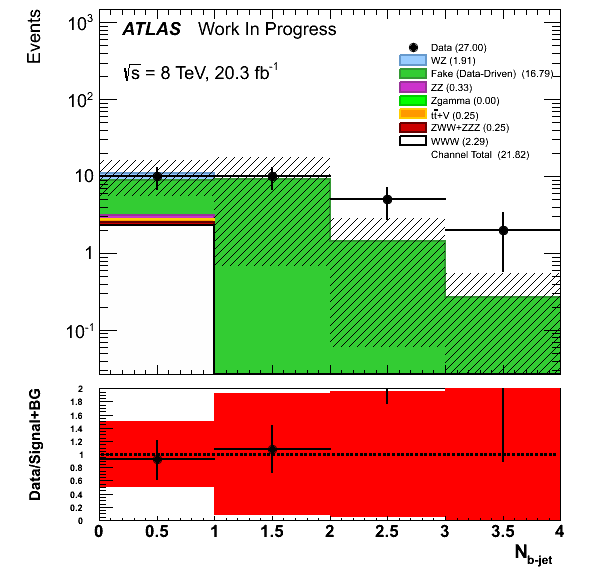 Events
10³
10²
10
1
10⁻¹
ATLAS Work In Progress
√s = 8 TeV, 20.3 fb⁻¹
Data (27.00)
WZ (1.91)
Fake (Data-Driven) (16.79)
ZZ (0.33)
Zgamma (0.00)
tt̄+V (0.25)
ZWW+ZZZ (0.25)
WWW (2.29)
Channel Total (21.82)
Data/Signal+BG
2
1.8
1.6
1.4
1.2
1
0.8
0.6
0.4
0.2
0
0 0.5 1 1.5 2 2.5 3 3.5 4
N_b-jet